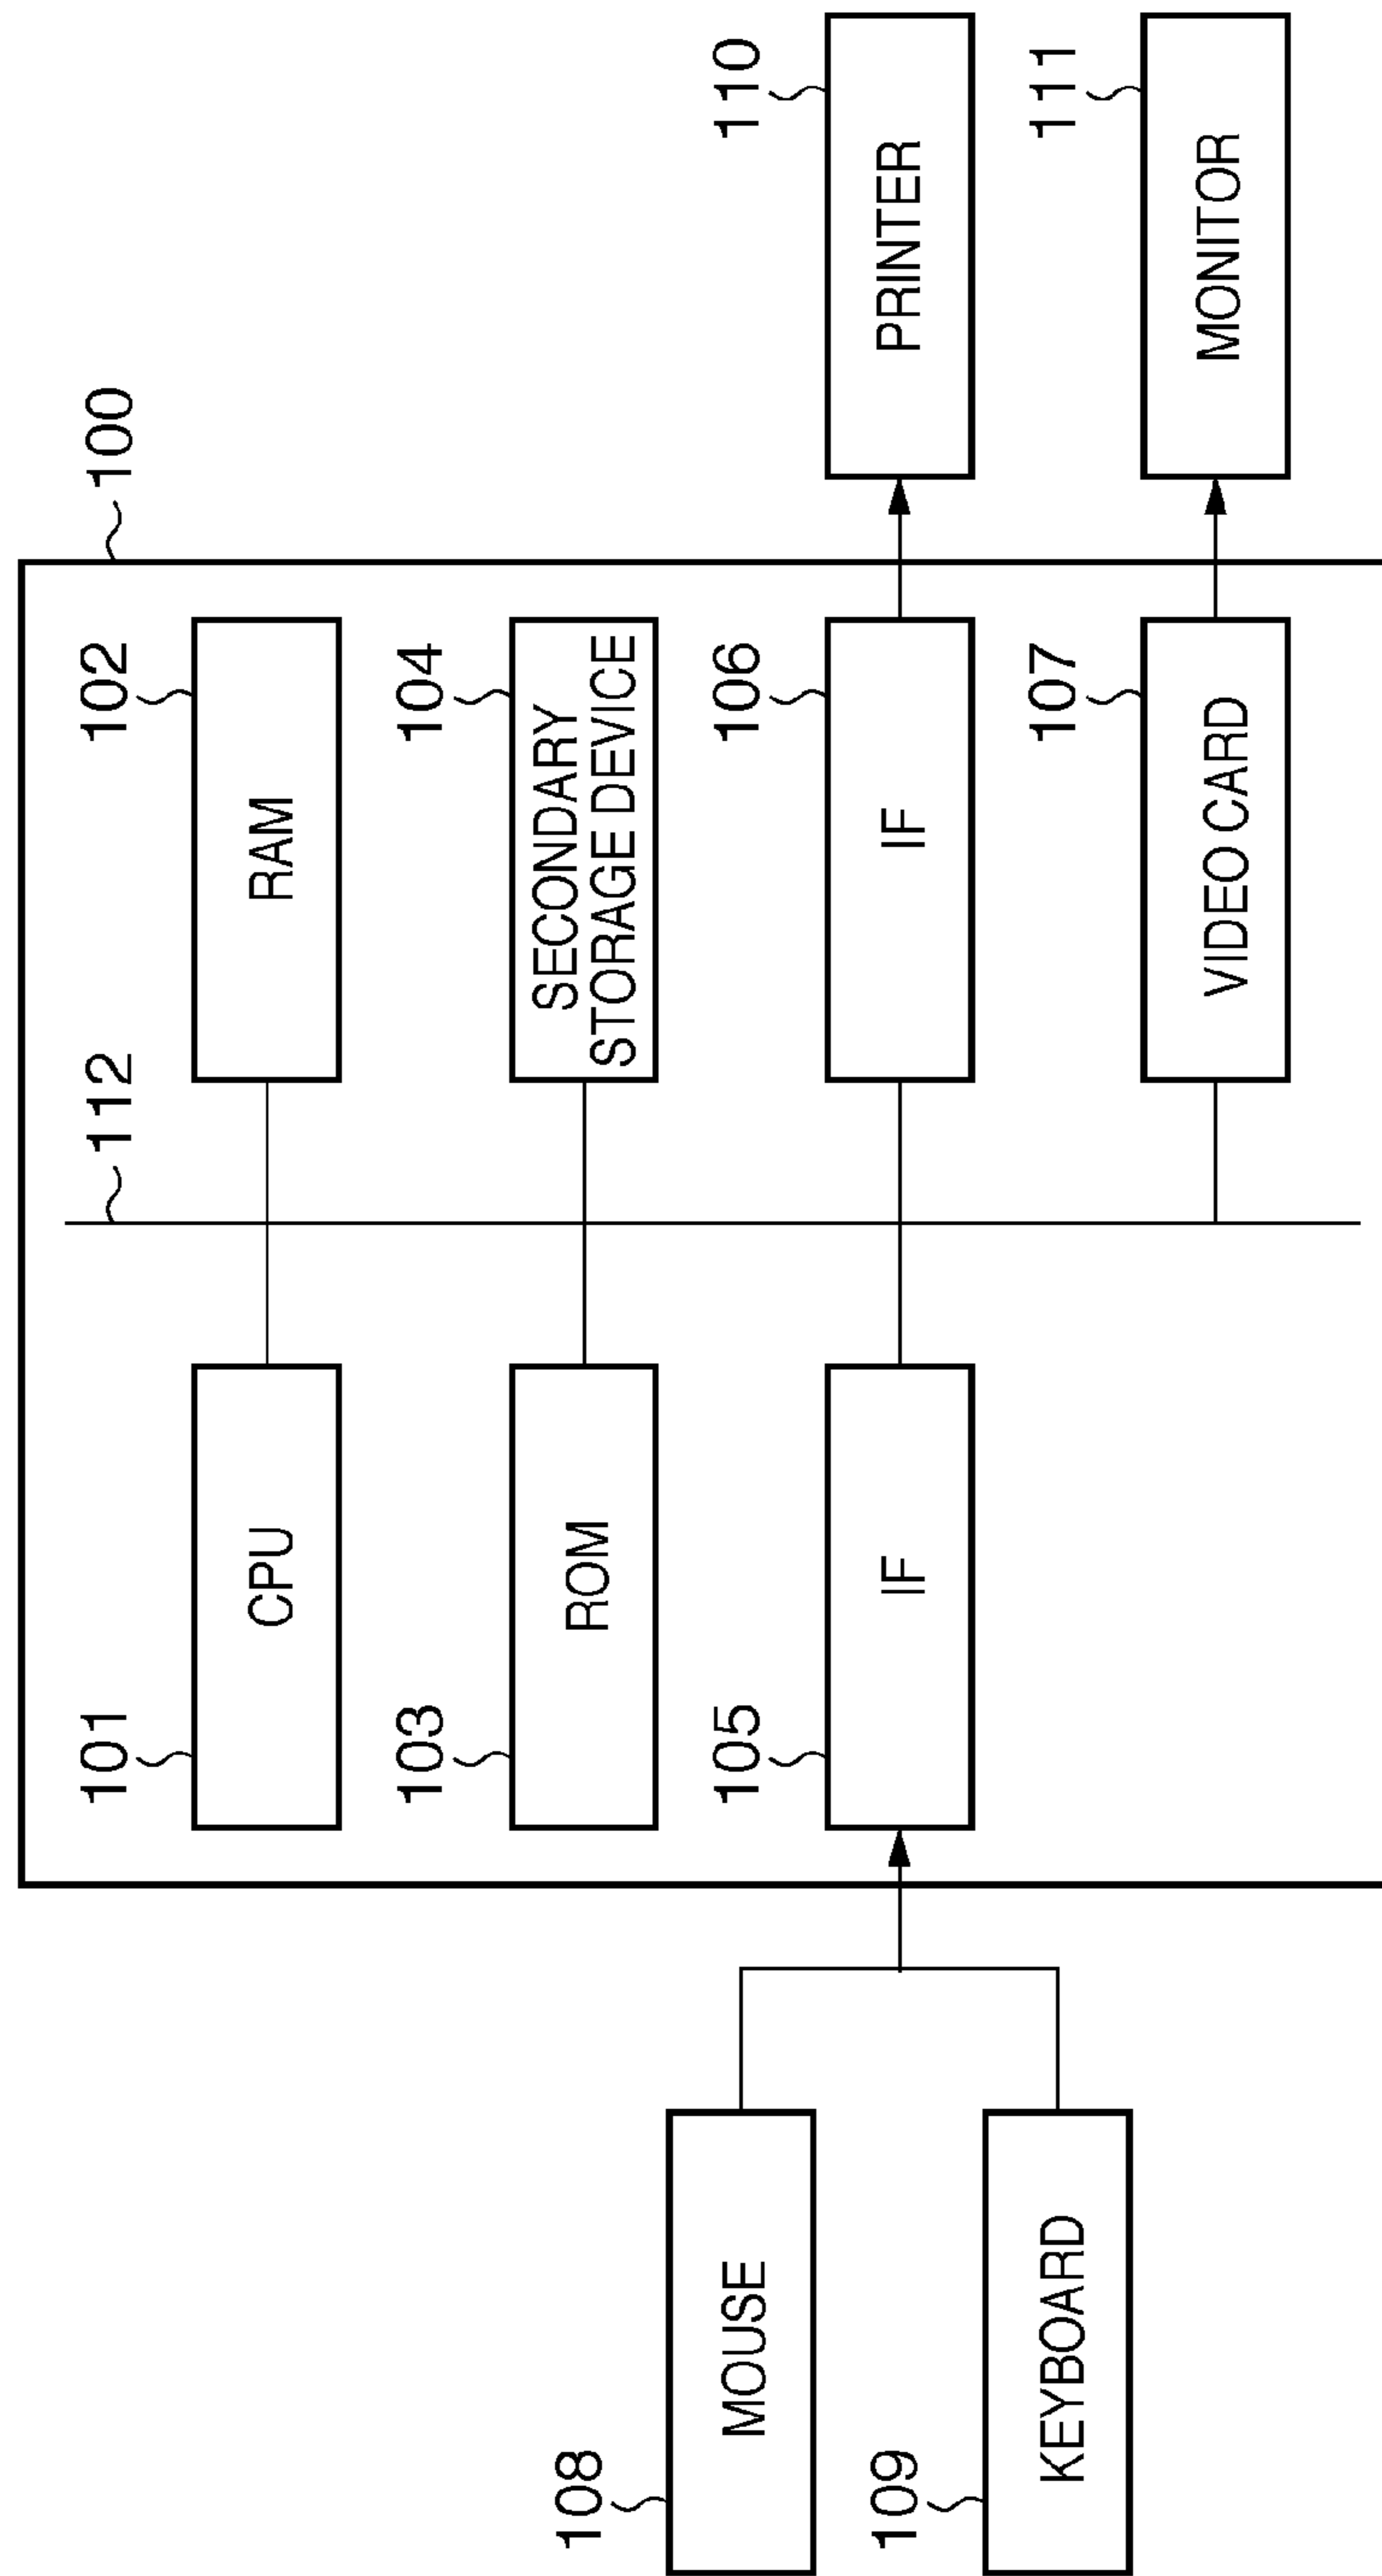 100
112
101
CPU
102
RAM
103
ROM
104
SECONDARY
STORAGE DEVICE
108
MOUSE
105
IF
106
IF
110
PRINTER
109
KEYBOARD
107
VIDEO CARD
111
MONITOR